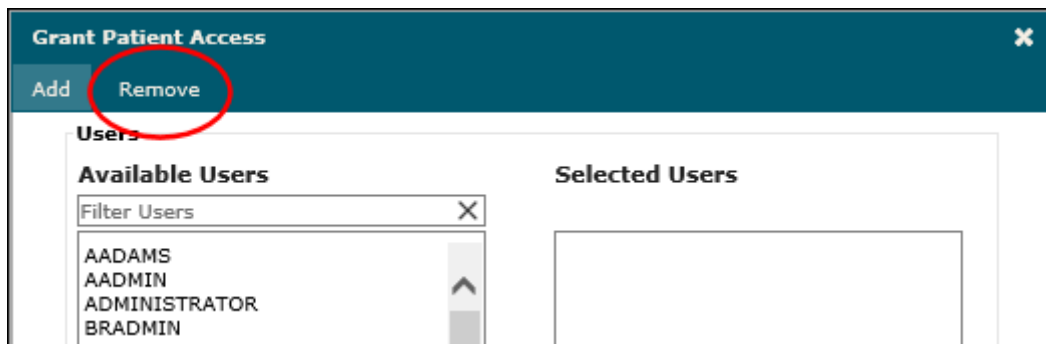 Grant Patient Access
Add Remove
Users
Available Users
Selected Users
Filter Users
AADAMS
AADMIN
ADMINISTRATOR
BRADMIN